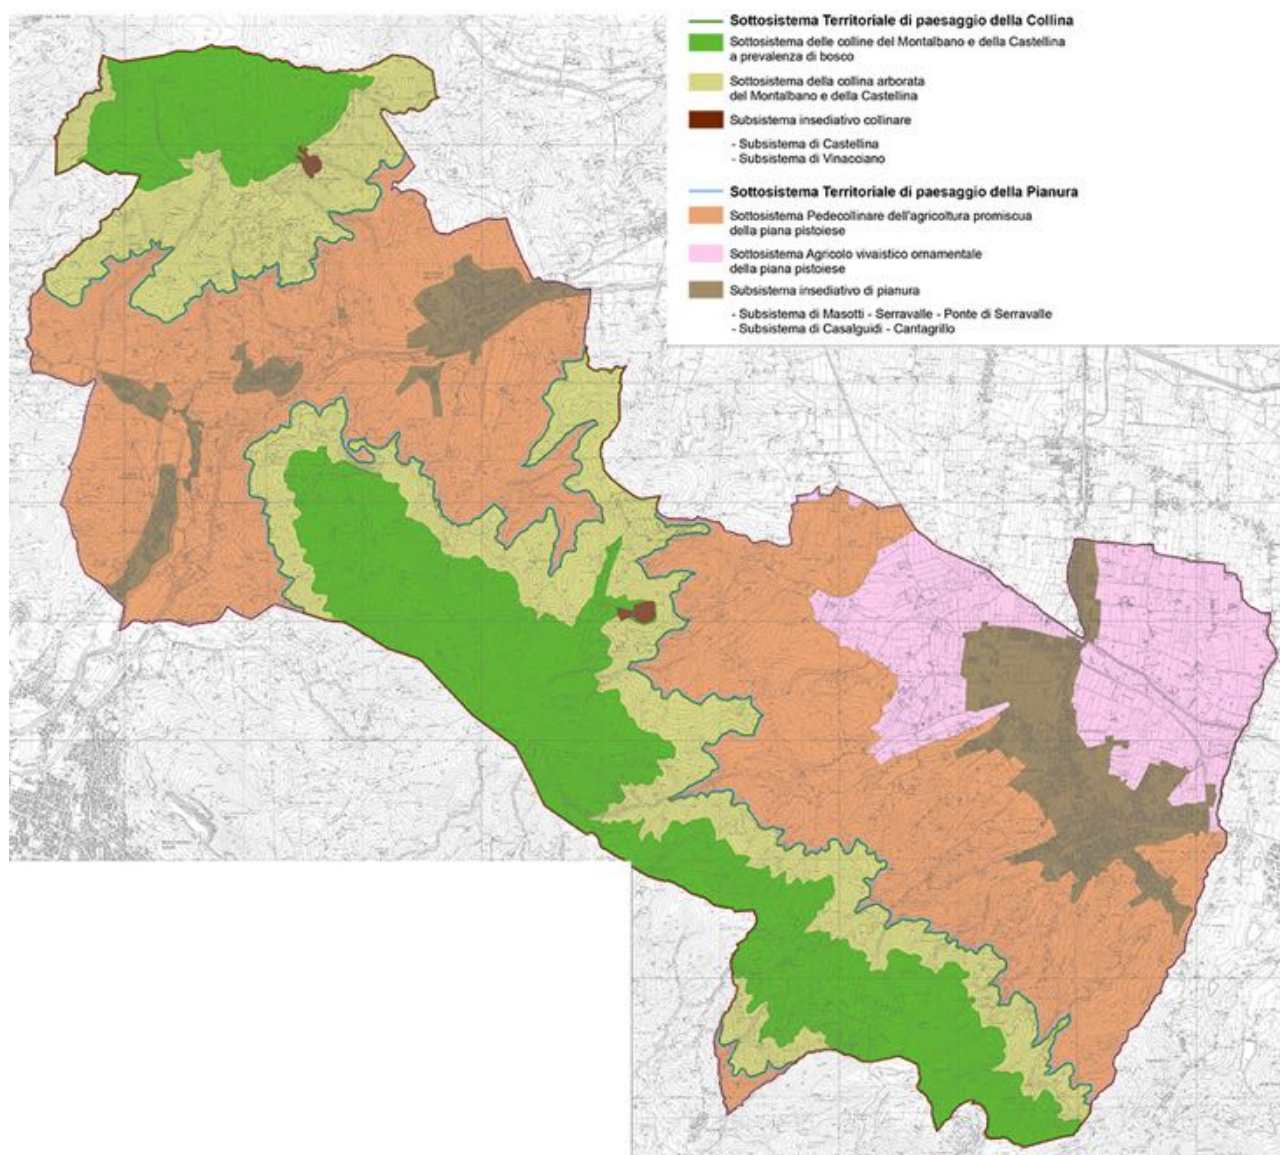 Sottosistema Territoriale di paesaggio della Collina
Sottosistema delle colline del Montalbano e della Castellina
a prevalenza di bosco
Sottosistema della collina arborata
del Montalbano e della Castellina
Subsistema insediativo collinare
- Subsistema di Castellina
- Subsistema di Vinacciano
Sottosistema Territoriale di paesaggio della Pianura
Sottosistema Pedecollinare dell'agricoltura promiscua
della piana pistoiese
Sottosistema Agricolo vivaistico ornamentale
della piana pistoiese
Subsistema insediativo di pianura
- Subsistema di Masotti - Serravalle - Ponte di Serravalle
- Subsistema di Casalguidi - Cantagrillo